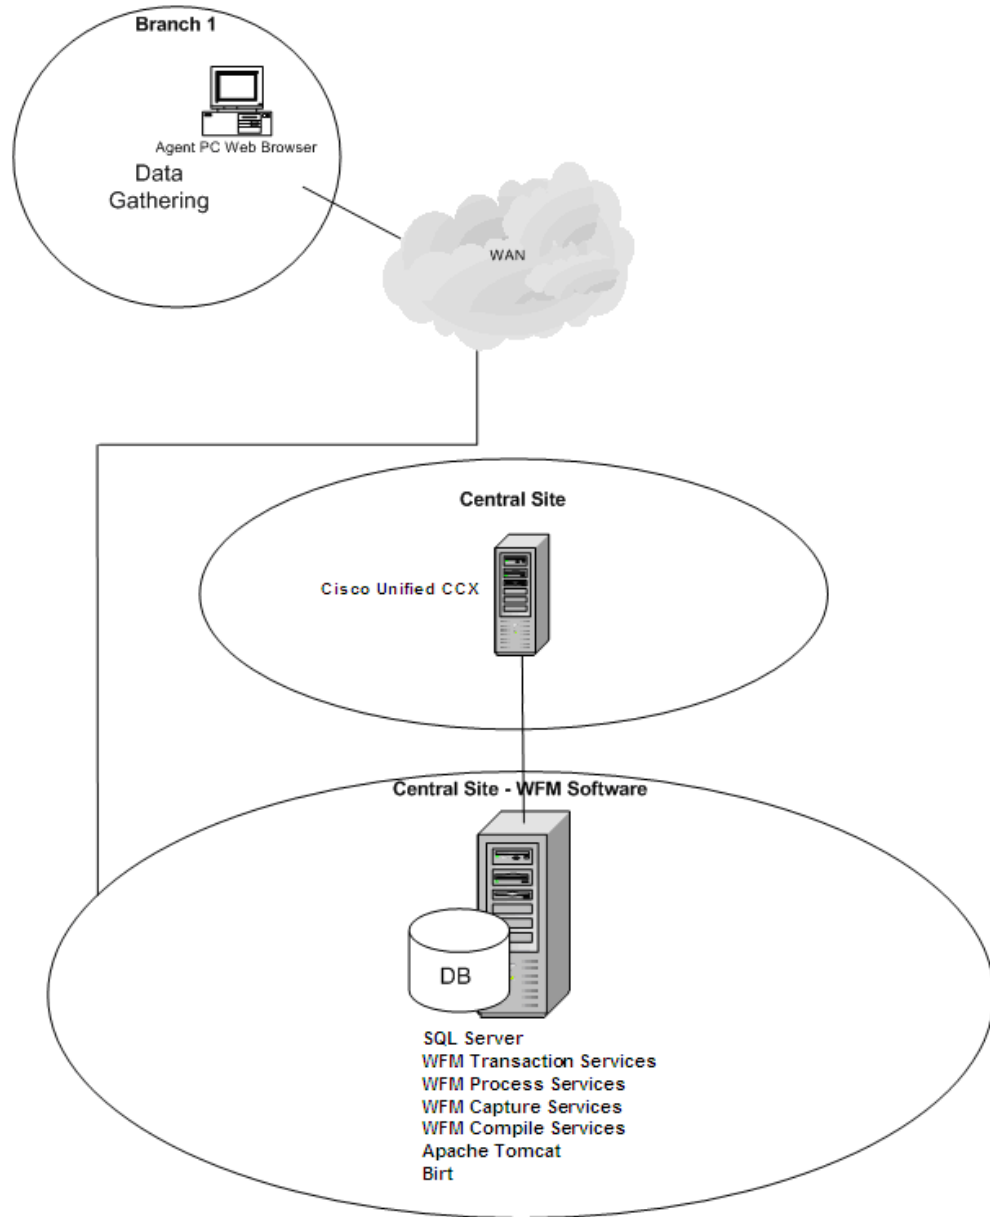 Branch 1
Agent PC Web Browser
Data
Gathering
WAN
Central Site
Cisco Unified CCX
Central Site - WFM Software
DB
SQL Server
WFM Transaction Services
WFM Process Services
WFM Capture Services
WFM Compile Services
Apache Tomcat
Birt